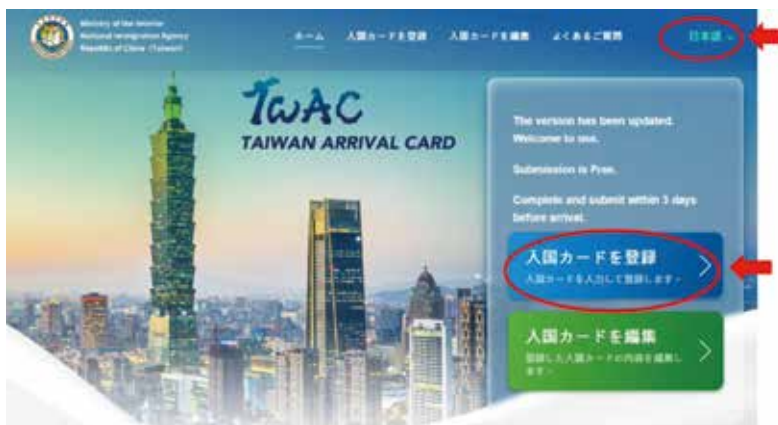 Ministry of the Interior
National Immigration Agency
Republic of China (Taiwan)
ホーム 入国カードを登録 入国カードを編集 よくあるご質問 日本語
TWAC
TAIWAN ARRIVAL CARD
The version has been updated.
Welcome to use.
Submission is Free.
Complete and submit within 3 days
before arrival.
入国カードを登録
入国カードを入力して登録します。
入国カードを編集
登録した入国カードの内容を編集し
ます。